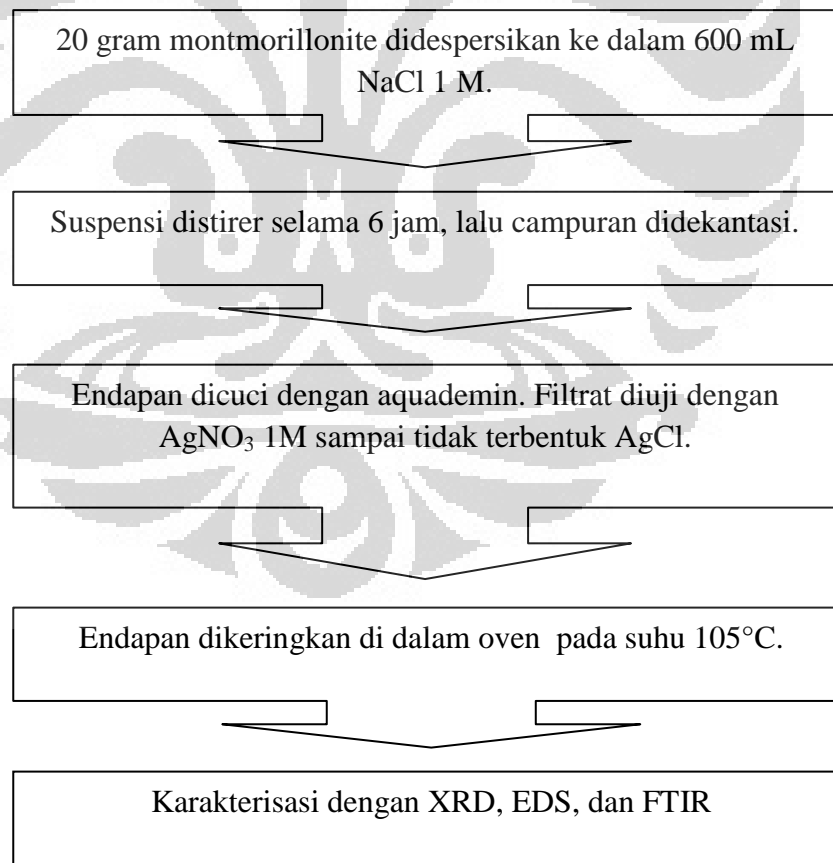 20 gram montmorillonite didespersikan ke dalam 600 mL
NaCl 1 M.
Suspensi distirer selama 6 jam, lalu campuran didekantasi.
Endapan dicuci dengan aquademin. Filtrat diuji dengan
AgNO₃ 1M sampai tidak terbentuk AgCl.
Endapan dikeringkan di dalam oven pada suhu 105°C.
Karakterisasi dengan XRD, EDS, dan FTIR